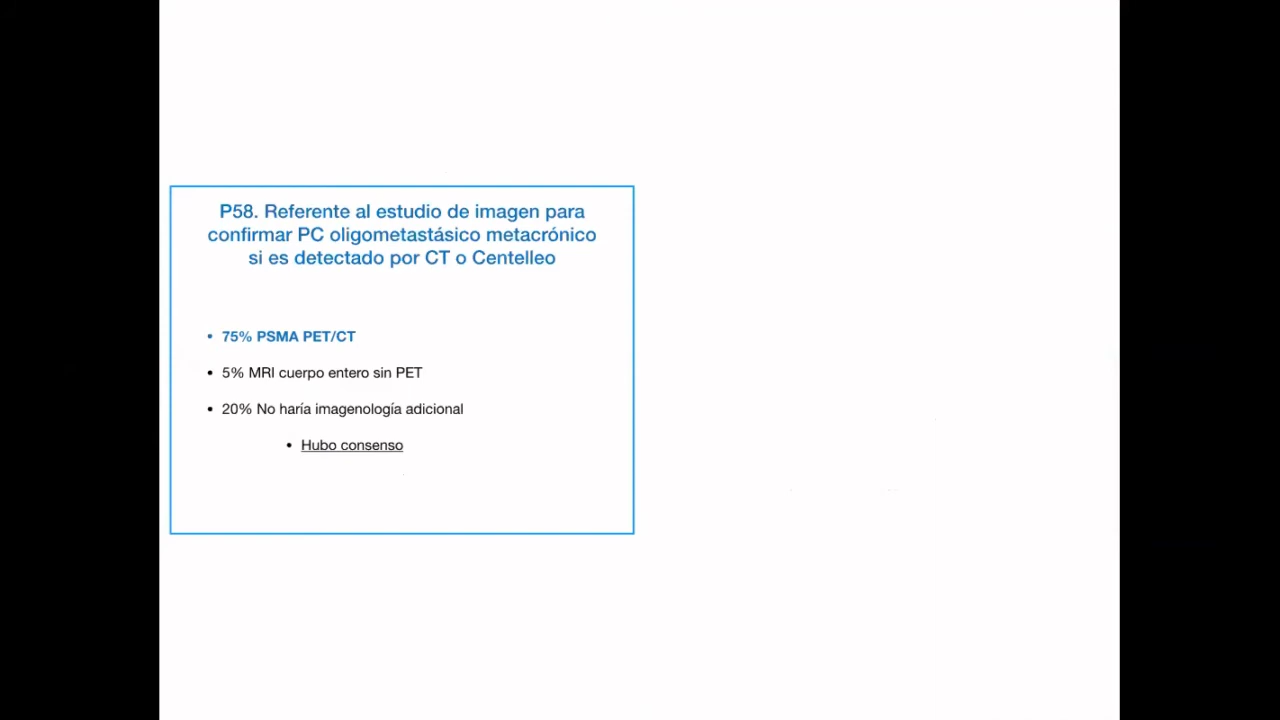 P58. Referente al estudio de imagen para
confirmar PC oligometastásico metacrónico
si es detectado por CT o Centelleo
• 75% PSMA PET/CT
• 5% MRI cuerpo entero sin PET
• 20% No haría imagenología adicional
• Hubo consenso